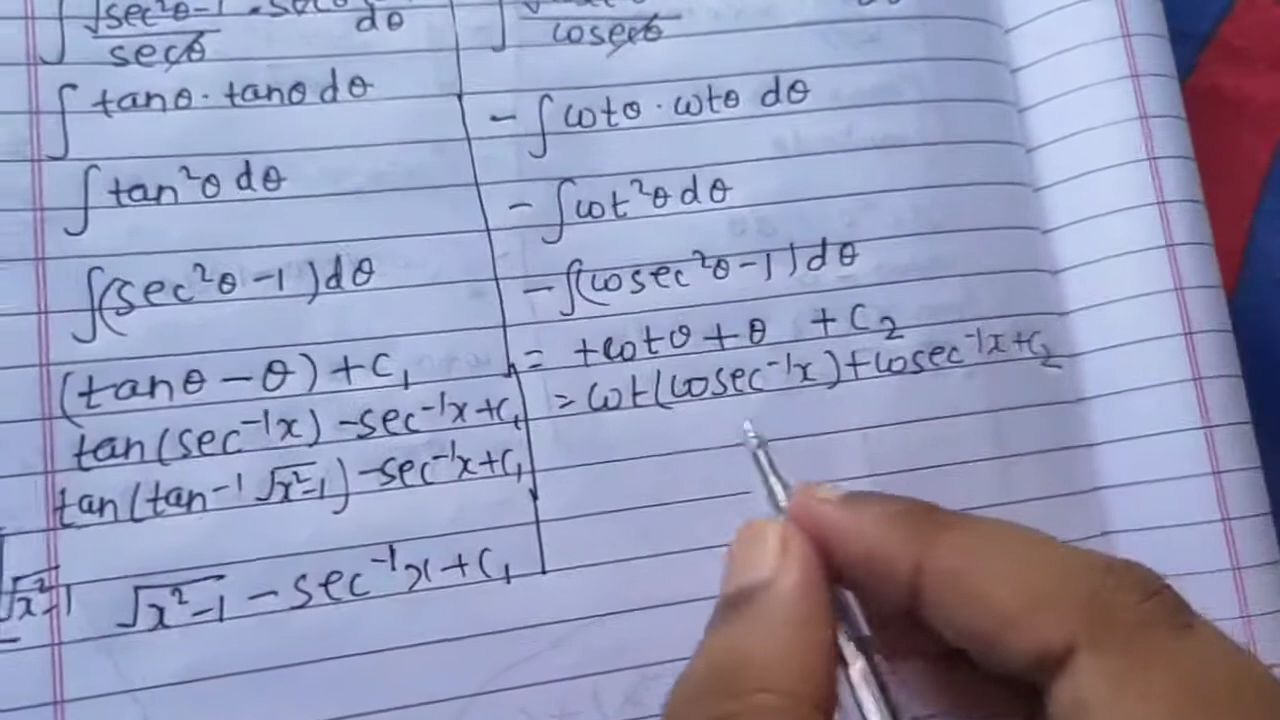 ∫ √sec²θ-1 / secθ dθ
cosecθ
∫ tanθ · tanθ dθ
∫ tan²θ dθ
∫(sec²θ - 1)dθ
(tanθ - θ) + C₁
tan(sec⁻¹x) - sec⁻¹x + C₁
tan(tan⁻¹ √x²-1) - sec⁻¹x + C₁
√x²-1 √x²-1 - sec⁻¹x + C₁
- ∫ cotθ · cotθ dθ
- ∫ cot²θ dθ
- ∫(cosec²θ - 1)dθ
= + cotθ + θ + C₂
= cot(cosec⁻¹x) + cosec⁻¹x + C₂